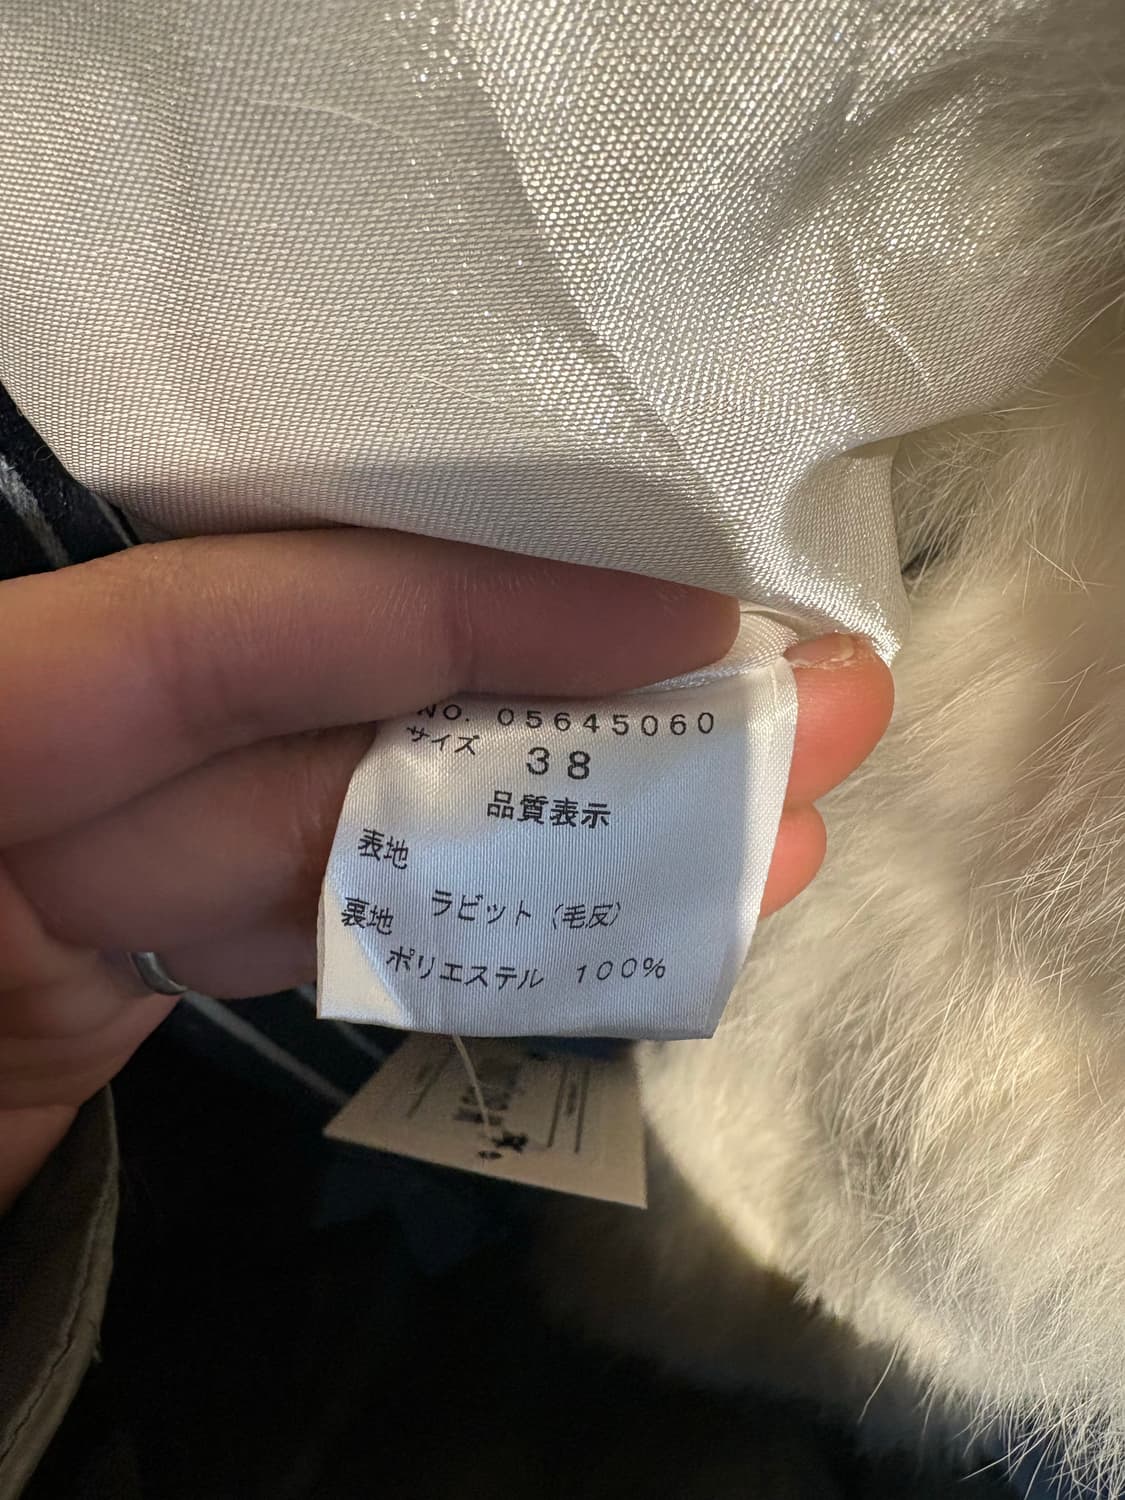 NO. 05645060
サイズ 38
品質表示
表地
ラビット（毛皮）
裏地
ポリエステル 100%